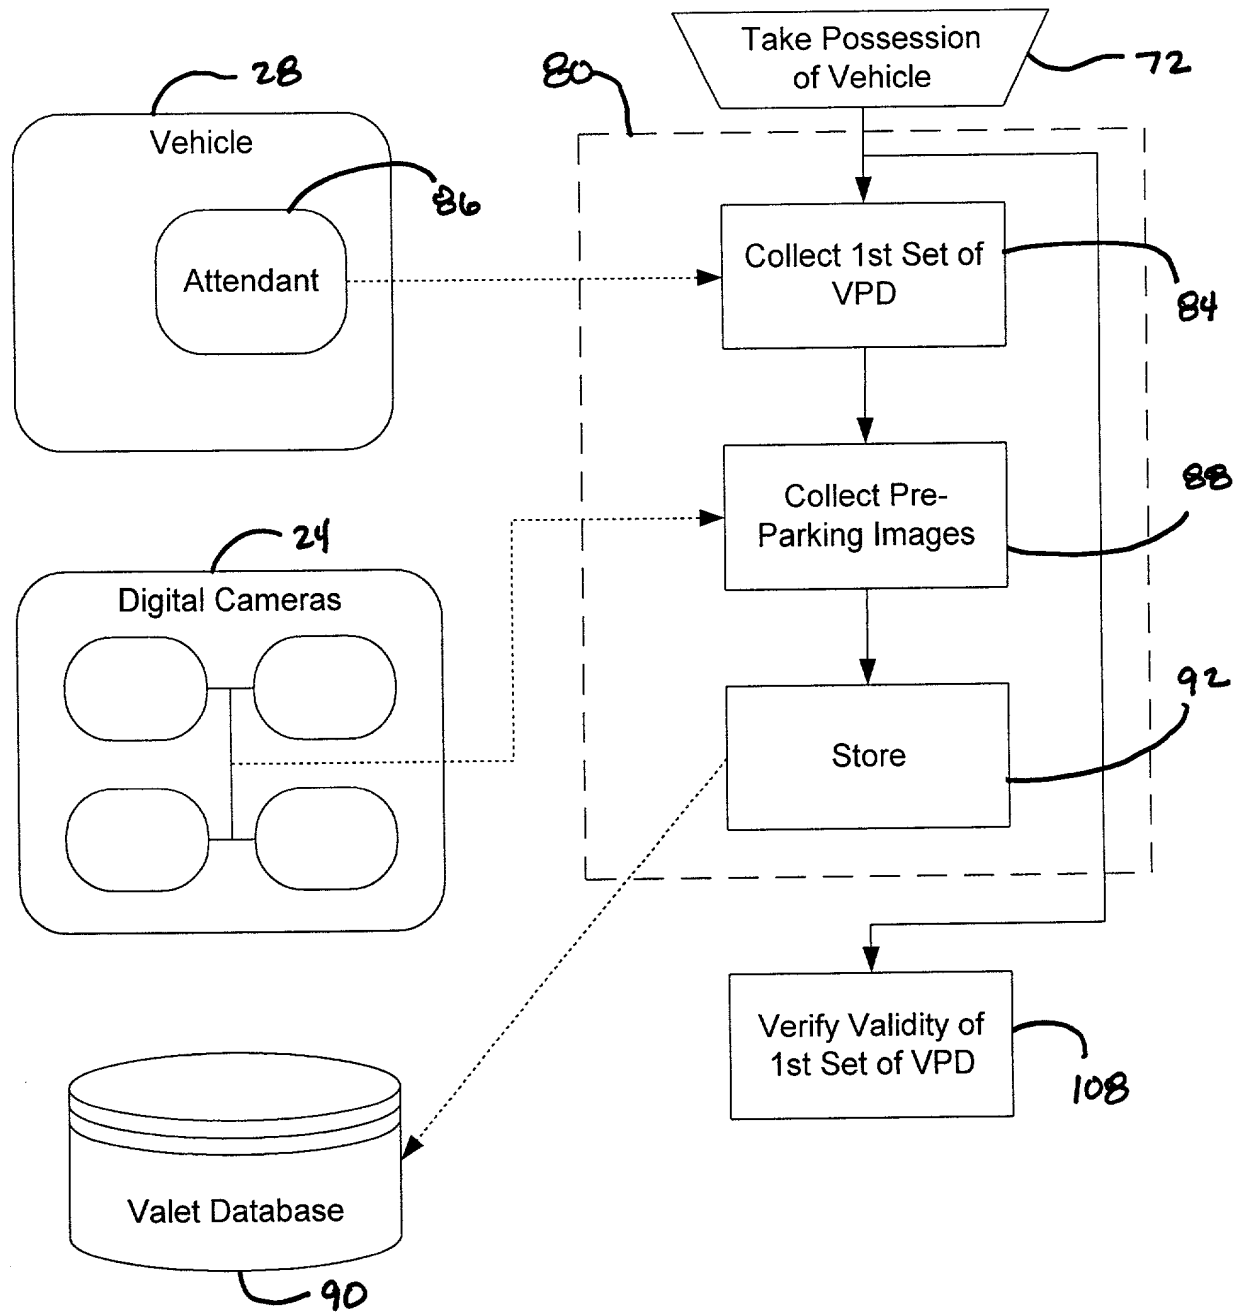 Take Possession
of Vehicle
72
80
28
Vehicle
86
Attendant
Collect 1st Set of
VPD
84
Collect Pre-
Parking Images
88
24
Digital Cameras
Store
92
Verify Validity of
1st Set of VPD
108
Valet Database
90